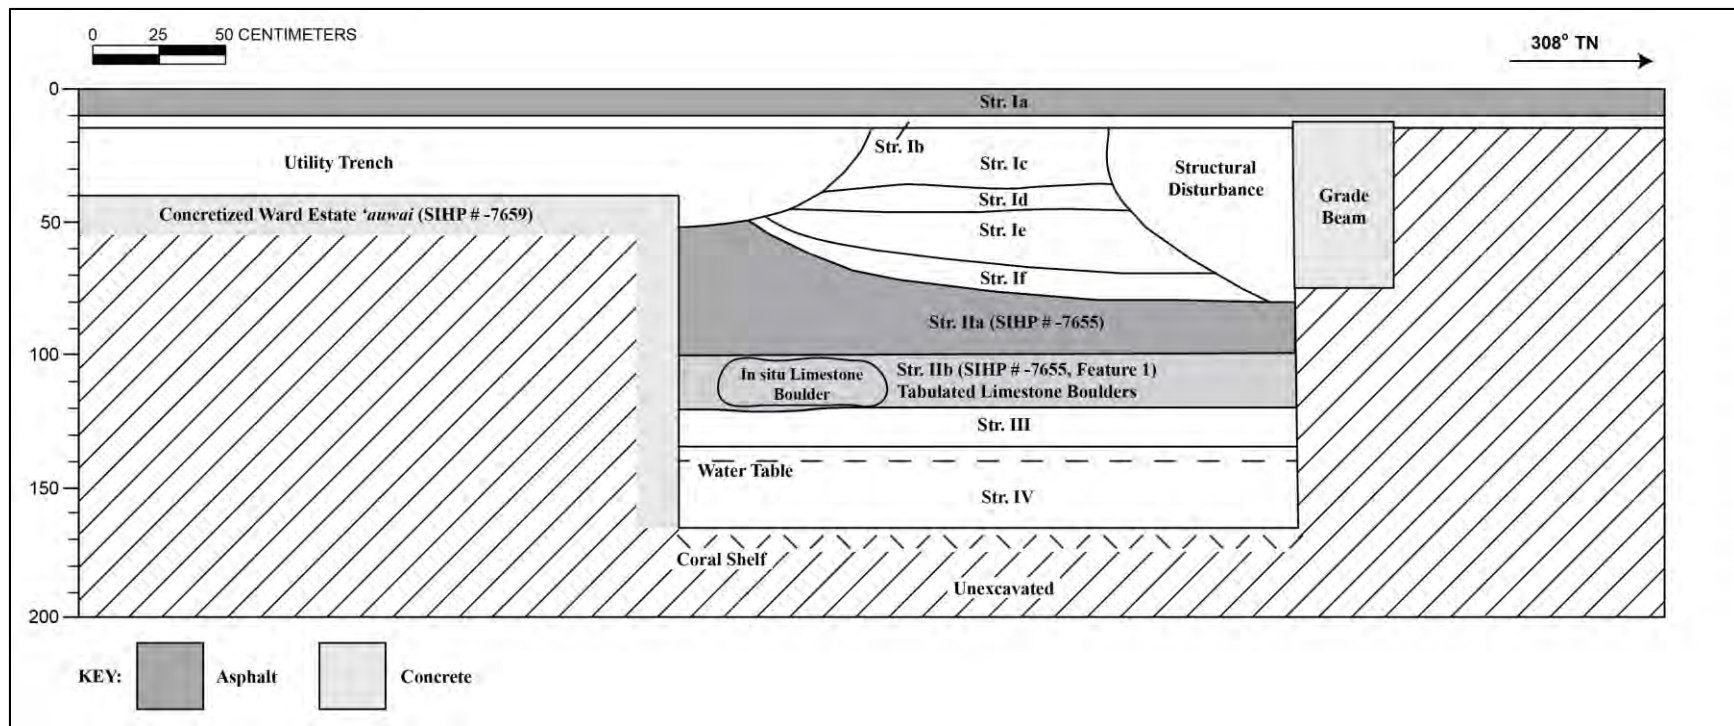 0 25 50 CENTIMETERS
308° TN
0
50
100
150
200
Str. Ia
Str. Ib
Str. Ic
Utility Trench
Structural
Disturbance
Grade
Beam
Str. Id
Concretized Ward Estate ‘auwai (SIHP # -7659)
Str. Ie
Str. If
Str. IIa (SIHP # -7655)
In situ Limestone
Boulder
Str. IIb (SIHP # -7655, Feature 1)
Tabulated Limestone Boulders
Str. III
Water Table
Str. IV
Coral Shelf
Unexcavated
KEY: Asphalt Concrete